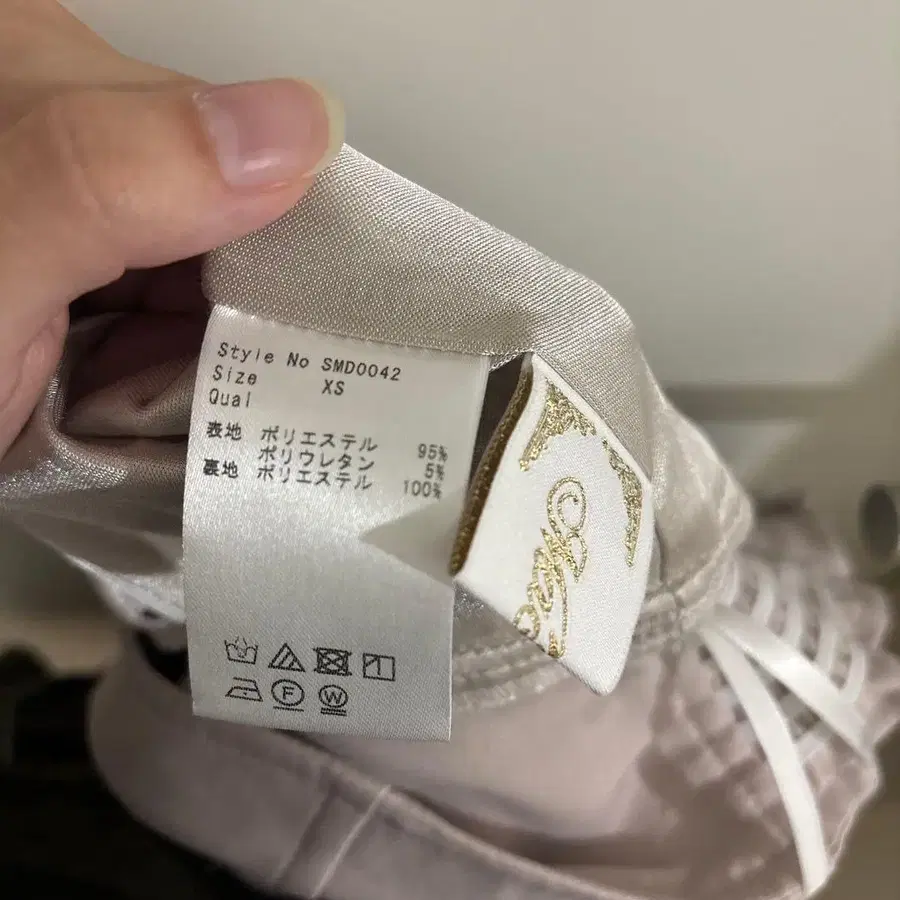 Style No SMD0042
Size XS
Qual
表地 ポリエステル 95%
ポリウレタン 5%
裏地 ポリエステル 100%
F W